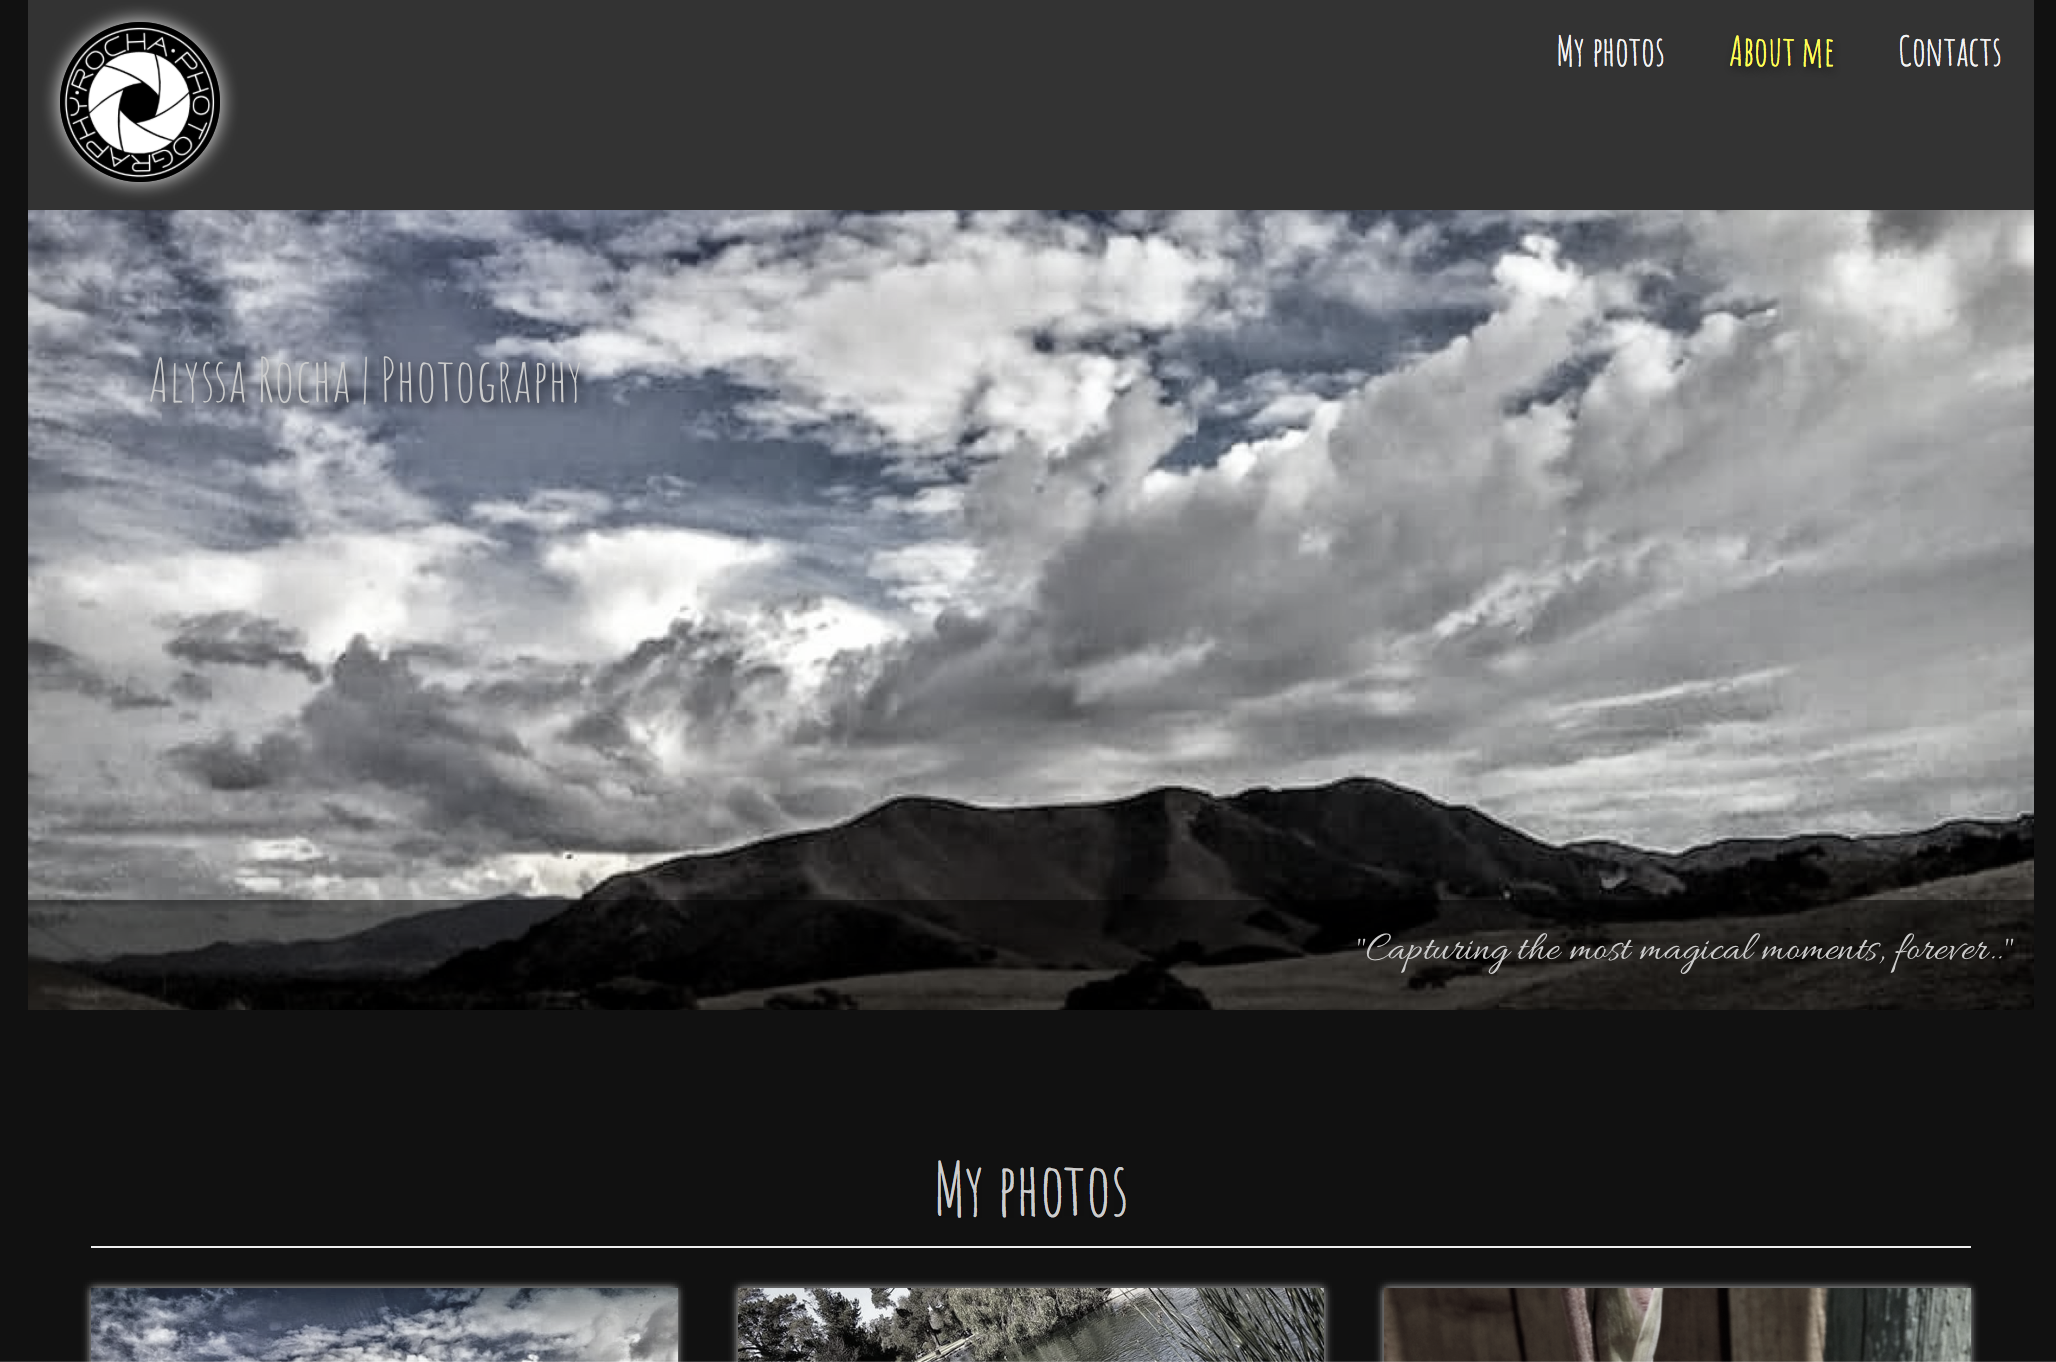 ROCHA · PHOTOGRAPHY ·
My photos
About me
Contacts
Alyssa Rocha | Photography
"Capturing the most magical moments, forever.."
My photos